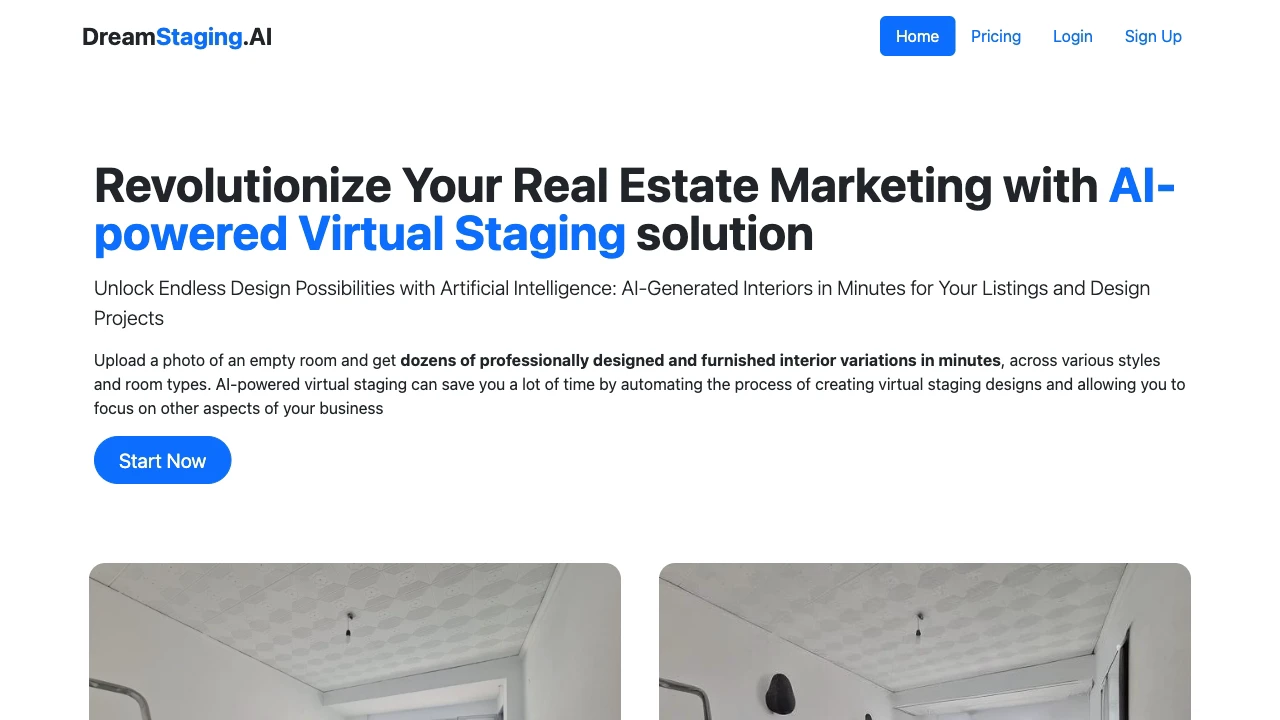 DreamStaging.AI
Home
Pricing
Login
Sign Up
Revolutionize Your Real Estate Marketing with AI-
powered Virtual Staging solution
Unlock Endless Design Possibilities with Artificial Intelligence: AI-Generated Interiors in Minutes for Your Listings and Design
Projects
Upload a photo of an empty room and get dozens of professionally designed and furnished interior variations in minutes, across various styles
and room types. AI-powered virtual staging can save you a lot of time by automating the process of creating virtual staging designs and allowing you to
focus on other aspects of your business
Start Now